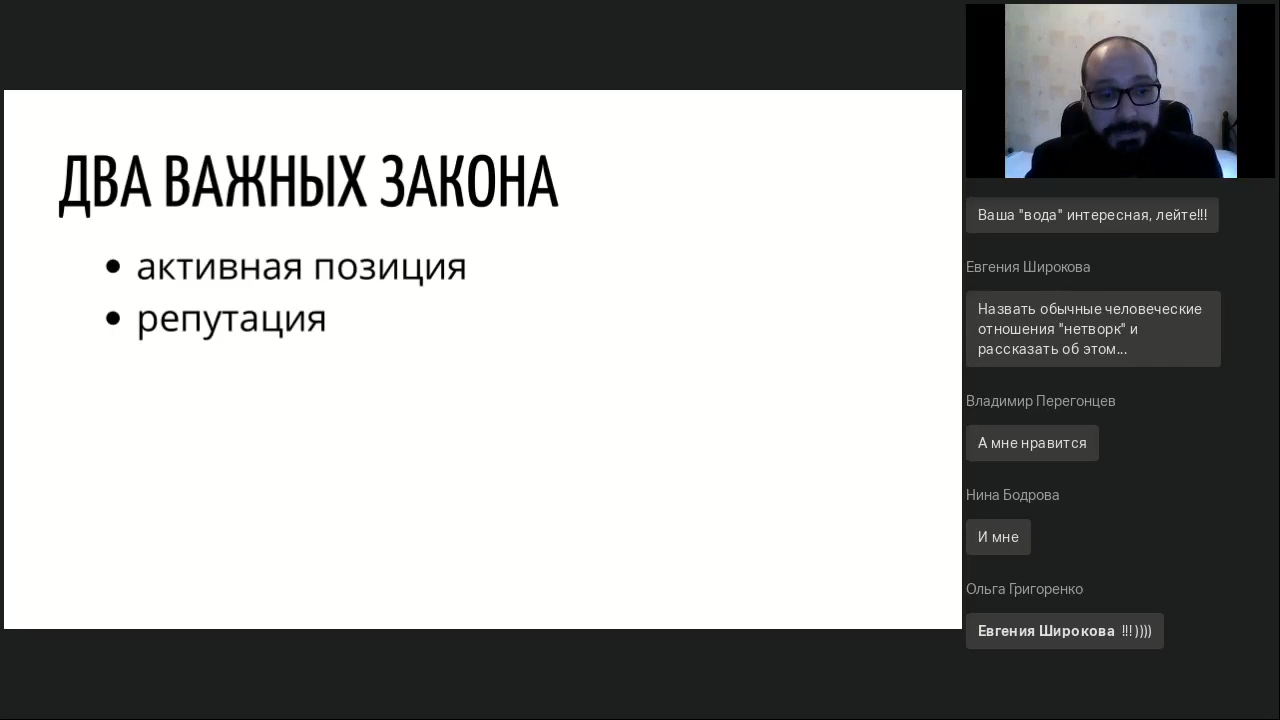 ДВА ВАЖНЫХ ЗАКОНА
активная позиция
репутация
Ваша "вода" интересная, лейте!!!
Евгения Широкова
Назвать обычные человеческие
отношения "нетворк" и
рассказать об этом...
Владимир Перегонцев
А мне нравится
Нина Бодрова
И мне
Ольга Григоренко
Евгения Широкова !!!))))